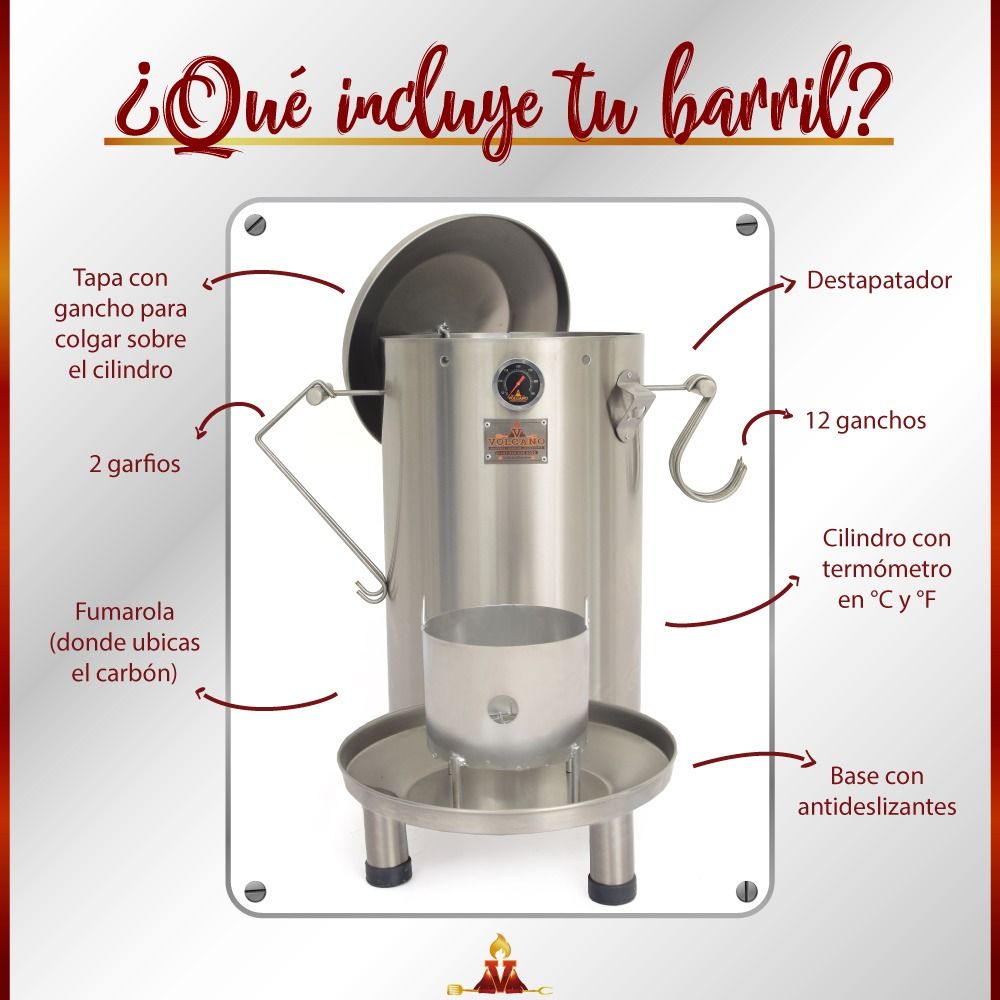 ¿Qué incluye tu barril?
Tapa con
gancho para
colgar sobre
el cilindro
Destapatador
2 garfios
12 ganchos
VOLCANO
VOLCANO
Cilindro con
termómetro
en °C y °F
Fumarola
(donde ubicas
el carbón)
Base con
antideslizantes
V